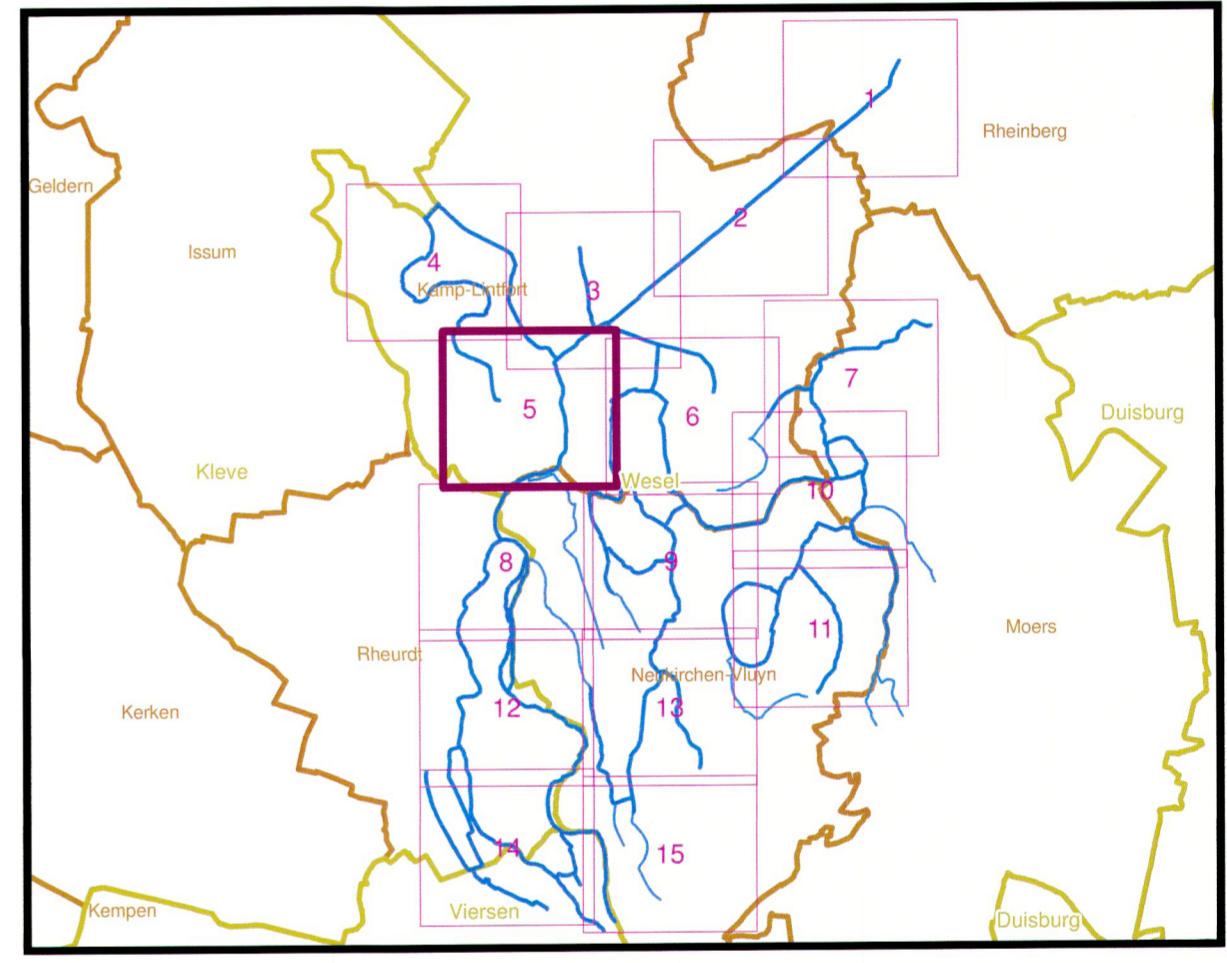 1
Rheinberg
Geldern
2
Issum
4
Kamp-Lintfort
3
7
5
6
Duisburg
Kleve
Wesel
10
8
9
11
Moers
Rheurdt
Neukirchen-Vluyn
12
13
Kerken
14
15
Kempen
Viersen
Duisburg